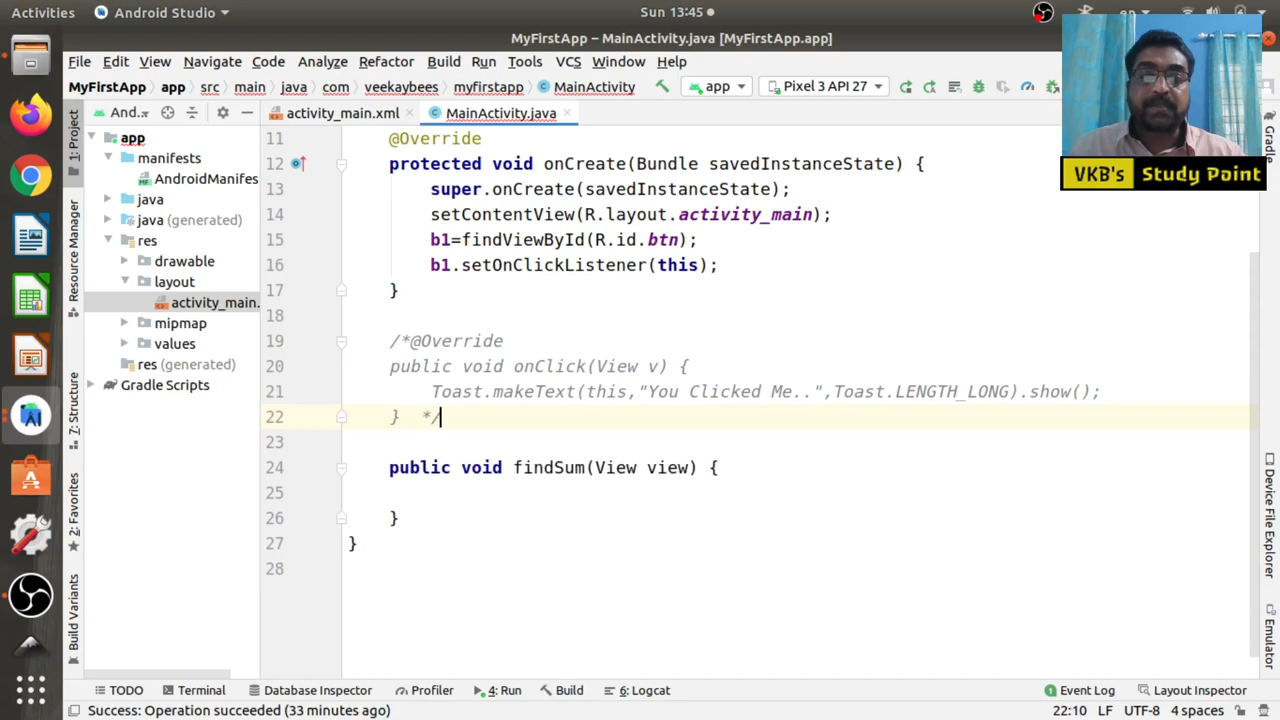 Activities Android Studio Sun 13:45
MyFirstApp – MainActivity.java [MyFirstApp.app]
File Edit View Navigate Code Analyze Refactor Build Run Tools VCS Window Help
MyFirstApp app src main java com veekaybees myfirstapp MainActivity app Pixel 3 API 27
And... activity_main.xml MainActivity.java
VKB's Study Point
1: Project
Resource Manager
7: Structure
2: Favorites
Build Variants
app
manifests
AndroidManifes
java
java (generated)
res
drawable
layout
activity_main.
mipmap
values
res (generated)
Gradle Scripts
11 @Override
12 protected void onCreate(Bundle savedInstanceState) {
13 super.onCreate(savedInstanceState);
14 setContentView(R.layout.activity_main);
15 b1=findViewById(R.id.btn);
16 b1.setOnClickListener(this);
17 }
18
19 /*@Override
20 public void onClick(View v) {
21 Toast.makeText(this,"You Clicked Me..",Toast.LENGTH_LONG).show();
22 } */
23
24 public void findSum(View view) {
25
26 }
27 }
28
Gradle
Device File Explorer
Emulator
TODO Terminal Database Inspector Profiler 4: Run Build 6: Logcat 1 Event Log Layout Inspector
Success: Operation succeeded (33 minutes ago) 22:10 LF UTF-8 4 spaces